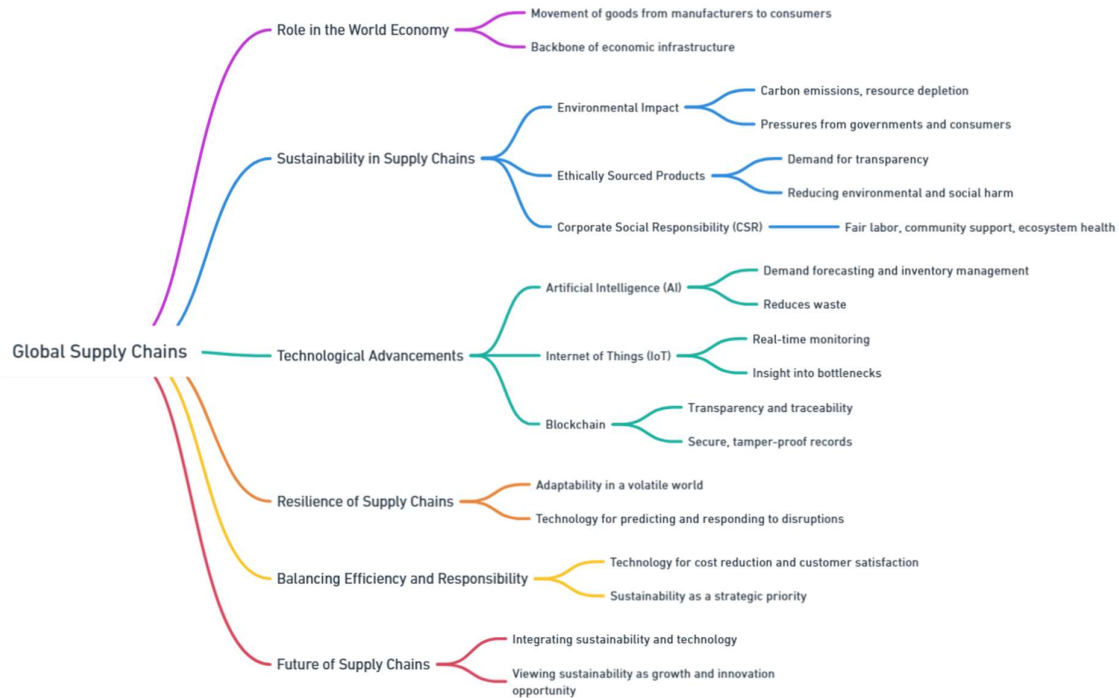 Global Supply Chains
Role in the World Economy
Movement of goods from manufacturers to consumers
Backbone of economic infrastructure
Sustainability in Supply Chains
Environmental Impact
Carbon emissions, resource depletion
Pressures from governments and consumers
Ethically Sourced Products
Demand for transparency
Reducing environmental and social harm
Corporate Social Responsibility (CSR)
Fair labor, community support, ecosystem health
Technological Advancements
Artificial Intelligence (AI)
Demand forecasting and inventory management
Reduces waste
Internet of Things (IoT)
Real-time monitoring
Insight into bottlenecks
Blockchain
Transparency and traceability
Secure, tamper-proof records
Resilience of Supply Chains
Adaptability in a volatile world
Technology for predicting and responding to disruptions
Balancing Efficiency and Responsibility
Technology for cost reduction and customer satisfaction
Sustainability as a strategic priority
Future of Supply Chains
Integrating sustainability and technology
Viewing sustainability as growth and innovation
opportunity